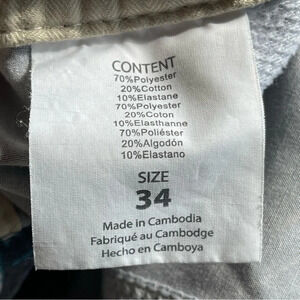 CONTENT
70%Polyester
20%Cotton
10%Elastane
70%Polyester
20%Coton
10%Elasthanne
70%Poliéster
20%Algodón
10%Elastano
SIZE
34
Made in Cambodia
Fabriqué au Cambodge
Hecho en Camboya